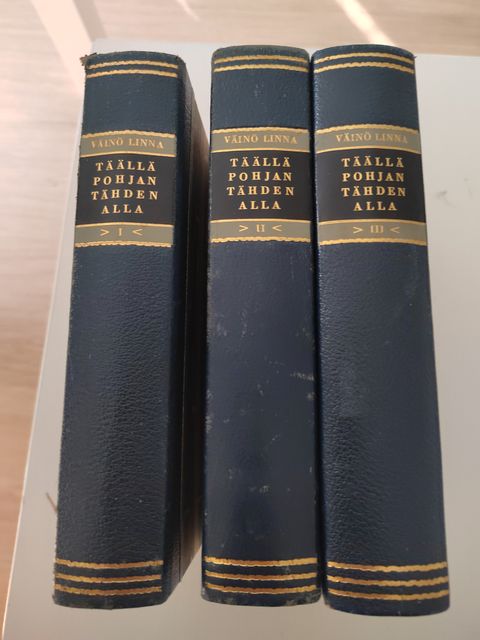 VÄINÖ LINNA
TÄÄLLÄ
POHJAN
TÄHDEN
ALLA
> I <
VÄINÖ LINNA
TÄÄLLÄ
POHJAN
TÄHDEN
ALLA
> II <
VÄINÖ LINNA
TÄÄLLÄ
POHJAN
TÄHDEN
ALLA
> III <